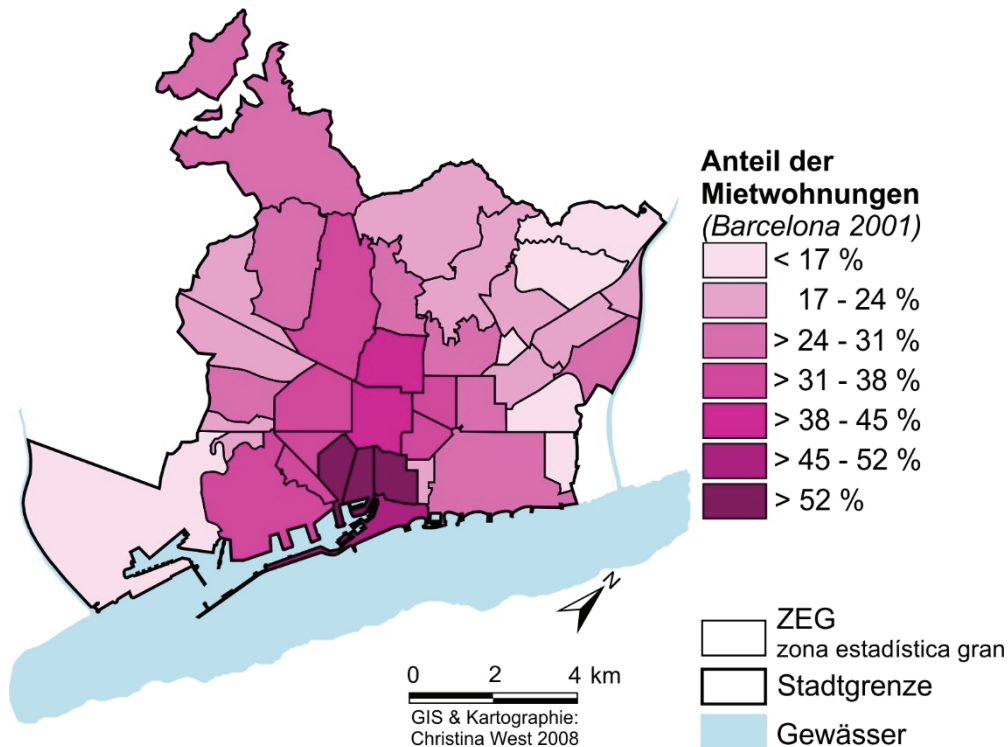 Anteil der
Mietwohnungen
(Barcelona 2001)
< 17 %
17 - 24 %
> 24 - 31 %
> 31 - 38 %
> 38 - 45 %
> 45 - 52 %
> 52 %
N
ZEG
zona estadística gran
Stadtgrenze
Gewässer
0 2 4 km
GIS & Kartographie:
Christina West 2008